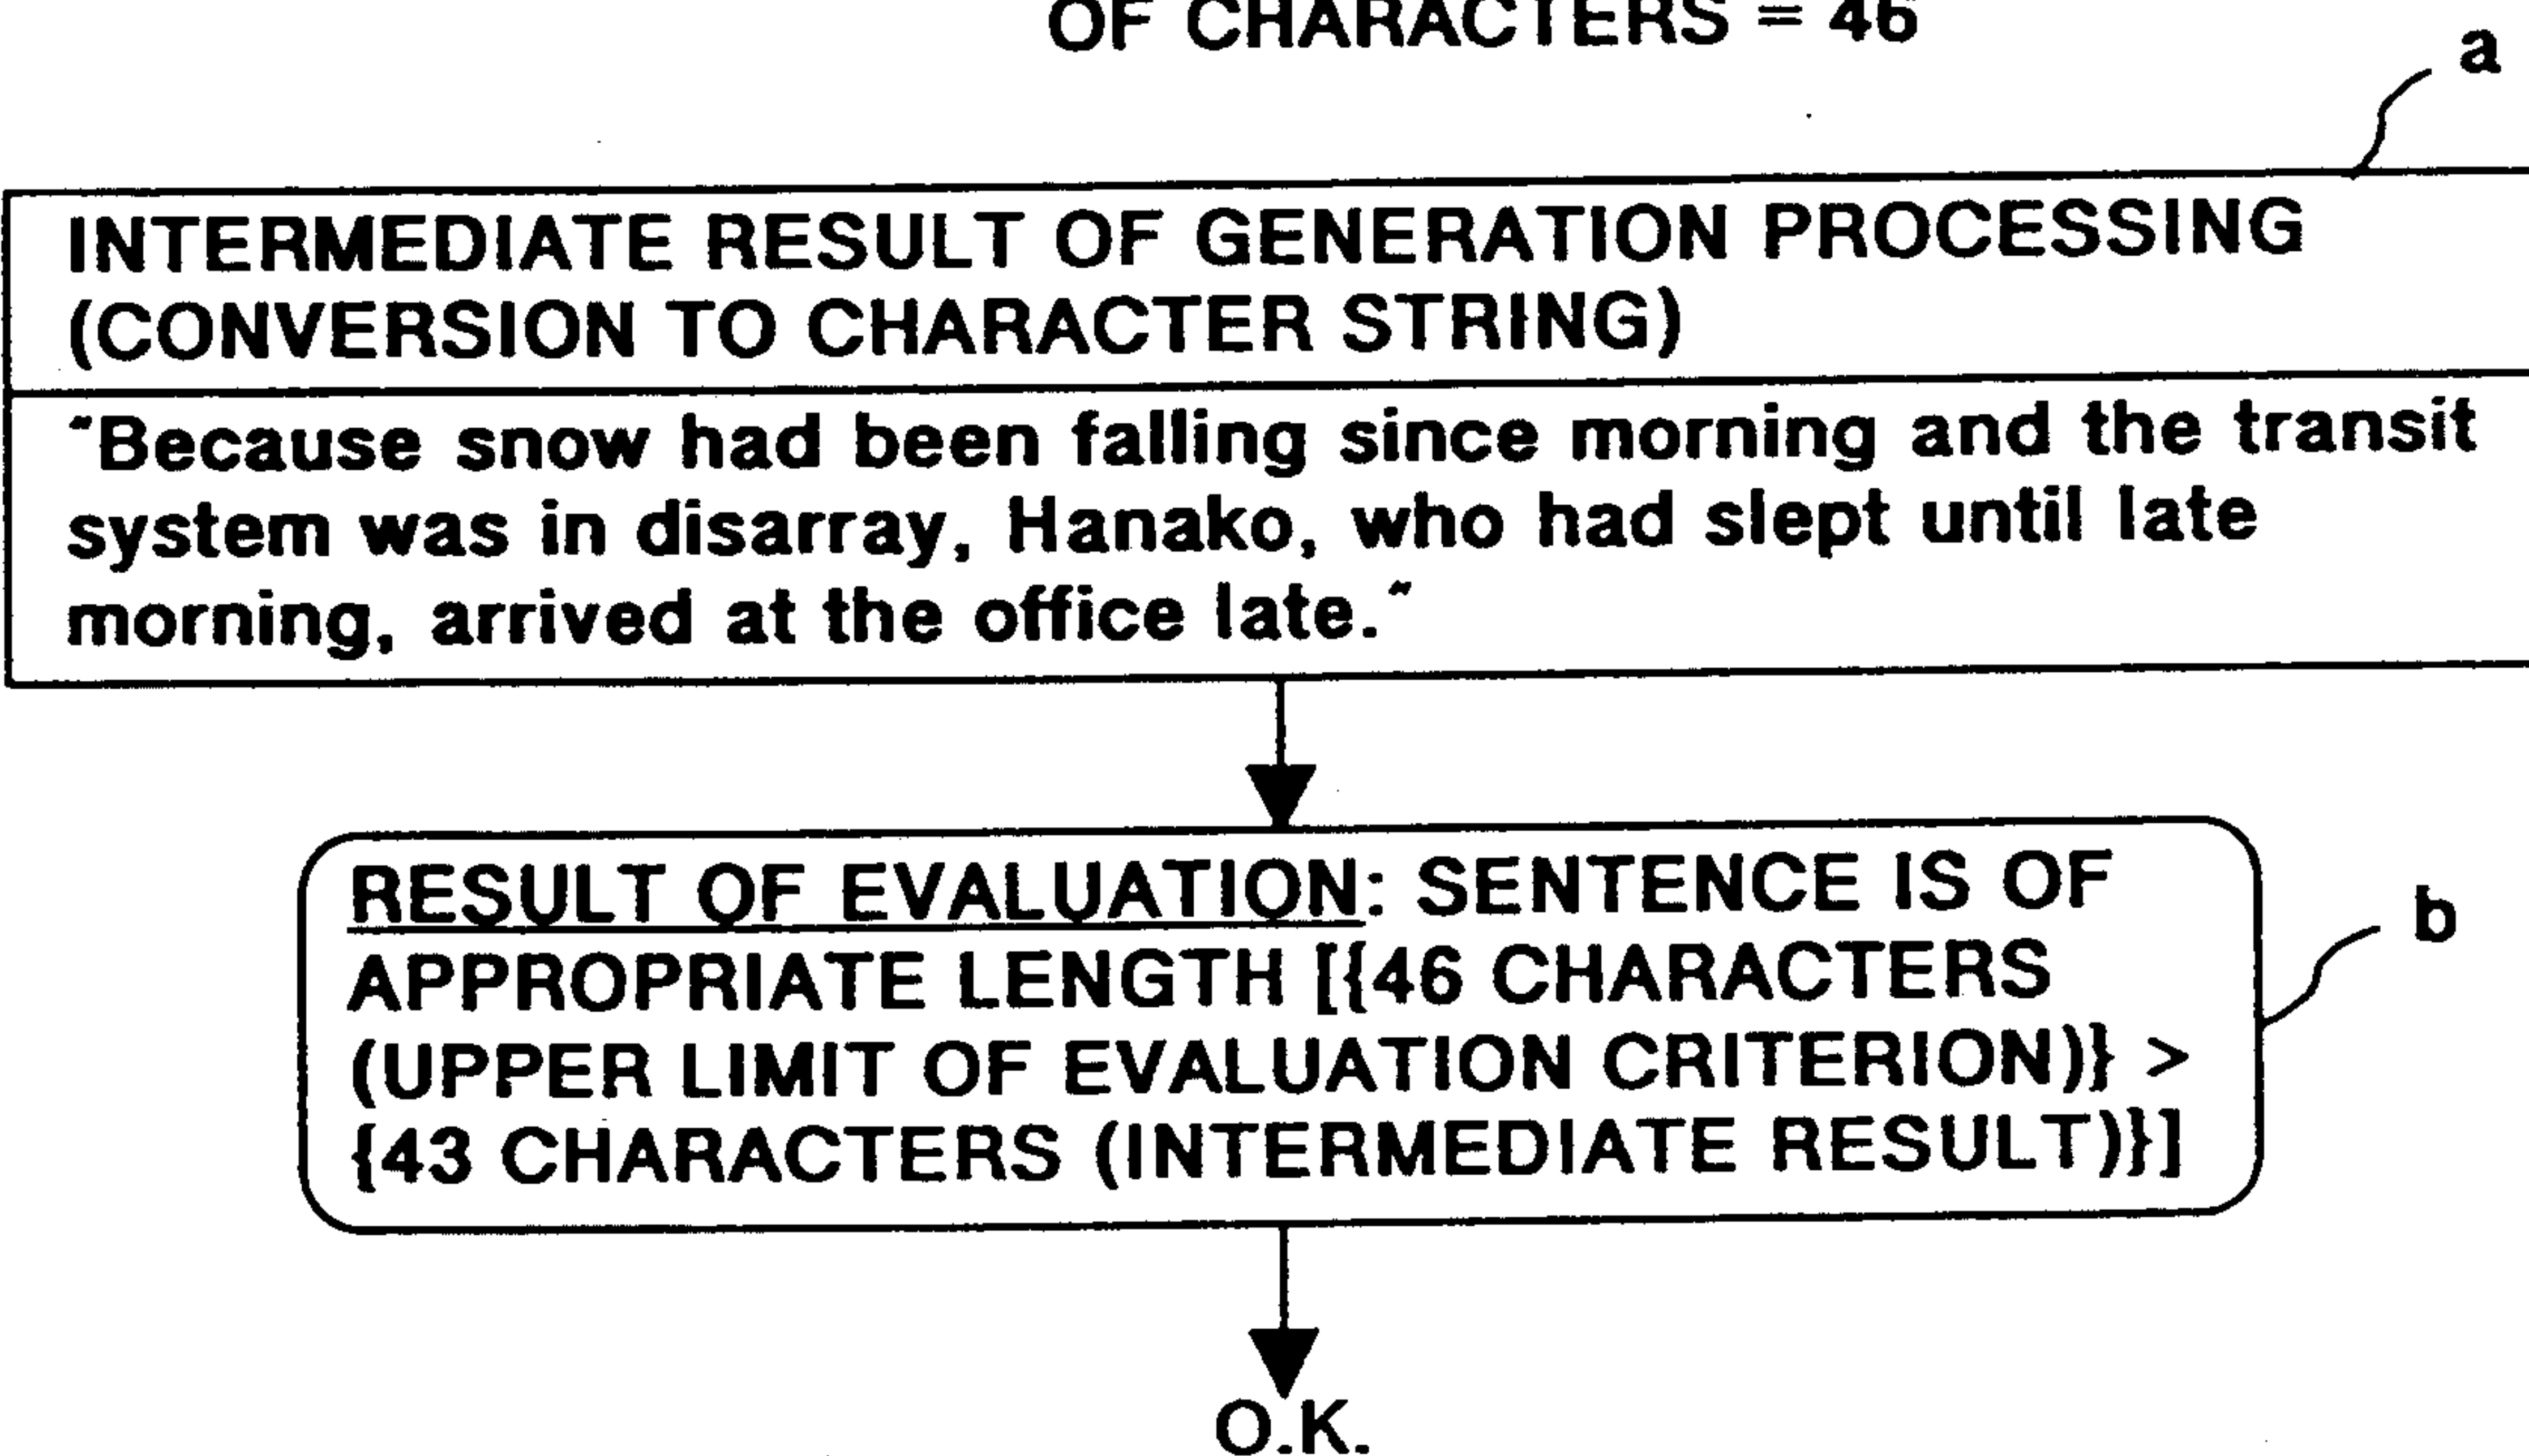 OF CHARACTERS = 46
a
INTERMEDIATE RESULT OF GENERATION PROCESSING
(CONVERSION TO CHARACTER STRING)
"Because snow had been falling since morning and the transit
system was in disarray, Hanako, who had slept until late
morning, arrived at the office late."
RESULT OF EVALUATION: SENTENCE IS OF
APPROPRIATE LENGTH [{46 CHARACTERS
(UPPER LIMIT OF EVALUATION CRITERION)} >
{43 CHARACTERS (INTERMEDIATE RESULT)}]
b
O.K.